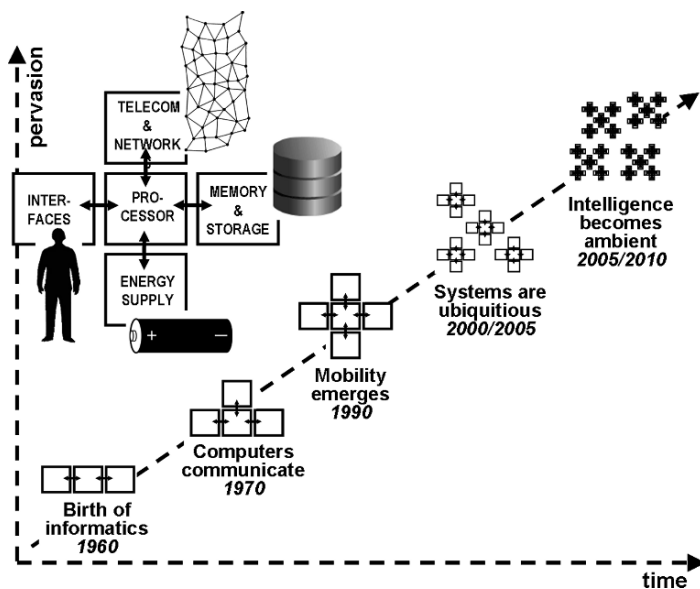 pervasion
TELECOM
&
NETWORK
INTER-
FACES
PRO-
CESSOR
MEMORY
&
STORAGE
ENERGY
SUPPLY
+ −
Birth of
informatics
1960
Computers
communicate
1970
Mobility
emerges
1990
Systems are
ubiquitious
2000/2005
Intelligence
becomes
ambient
2005/2010
time